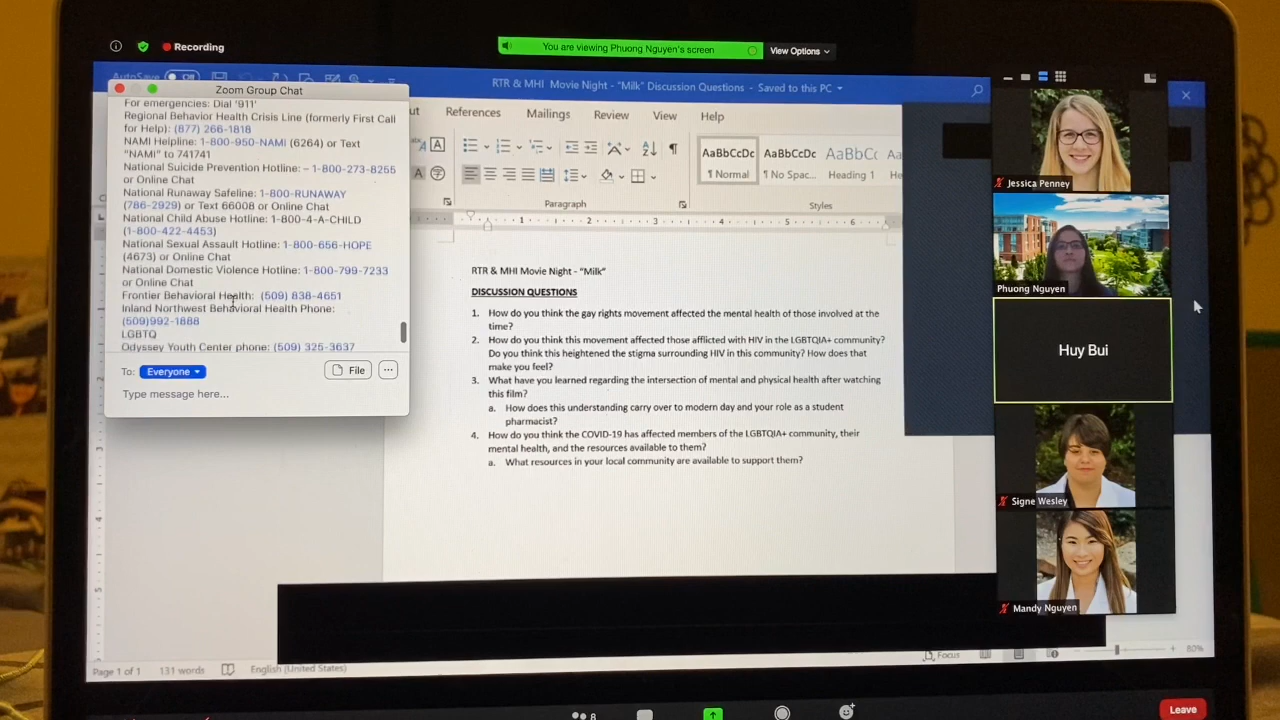 Recording
You are viewing Phuong Nguyen's screen
View Options
AutoSave
RTR & MHI Movie Night - "Milk" Discussion Questions - Saved to this PC
Zoom Group Chat
For emergencies: Dial '911'
Regional Behavior Health Crisis Line (formerly First Call
for Help): (877) 266-1818
NAMI Helpline: 1-800-950-NAMI (6264) or Text
"NAMI" to 741741
National Suicide Prevention Hotline: – 1-800-273-8255
or Online Chat
National Runaway Safeline: 1-800-RUNAWAY
(786-2929) or Text 66008 or Online Chat
National Child Abuse Hotline: 1-800-4-A-CHILD
(1-800-422-4453)
National Sexual Assault Hotline: 1-800-656-HOPE
(4673) or Online Chat
National Domestic Violence Hotline: 1-800-799-7233
or Online Chat
Frontier Behavioral Health: (509) 838-4651
Inland Northwest Behavioral Health Phone:
(509)992-1888
LGBTQ
Odyssey Youth Center phone: (509) 325-3637
To: Everyone
File
Type message here...
References Mailings Review View Help
AaBbCcDc AaBbCcDc AaBbCc Aa
¶ Normal ¶ No Spac... Heading 1
Paragraph
Styles
1 2 3 4 5 6
RTR & MHI Movie Night - "Milk"
DISCUSSION QUESTIONS
1. How do you think the gay rights movement affected the mental health of those involved at the
time?
2. How do you think this movement affected those afflicted with HIV in the LGBTQIA+ community?
Do you think this heightened the stigma surrounding HIV in this community? How does that
make you feel?
3. What have you learned regarding the intersection of mental and physical health after watching
this film?
a. How does this understanding carry over to modern day and your role as a student
pharmacist?
4. How do you think the COVID-19 has affected members of the LGBTQIA+ community, their
mental health, and the resources available to them?
a. What resources in your local community are available to support them?
Jessica Penney
Phuong Nguyen
Huy Bui
Signe Wesley
Mandy Nguyen
Page 1 of 1 131 words English (United States)
Focus
80%
8
Leave